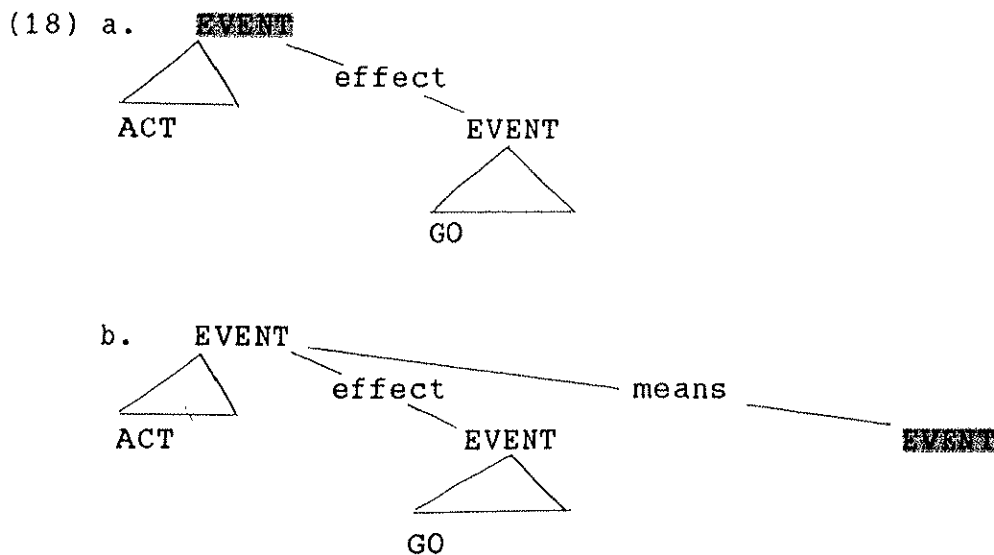 (18) a. EVENT
effect
ACT EVENT
GO
b. EVENT
effect means
ACT EVENT EVENT
GO